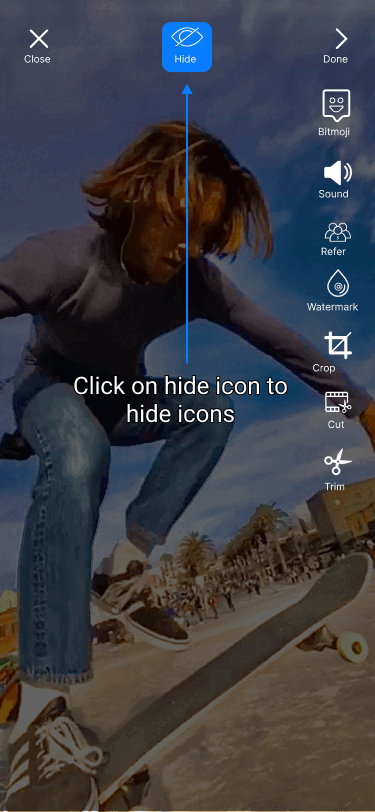 Close
Hide
Done
Bitmoji
Sound
Refer
Watermark
Crop
Cut
Trim
Click on hide icon to
hide icons